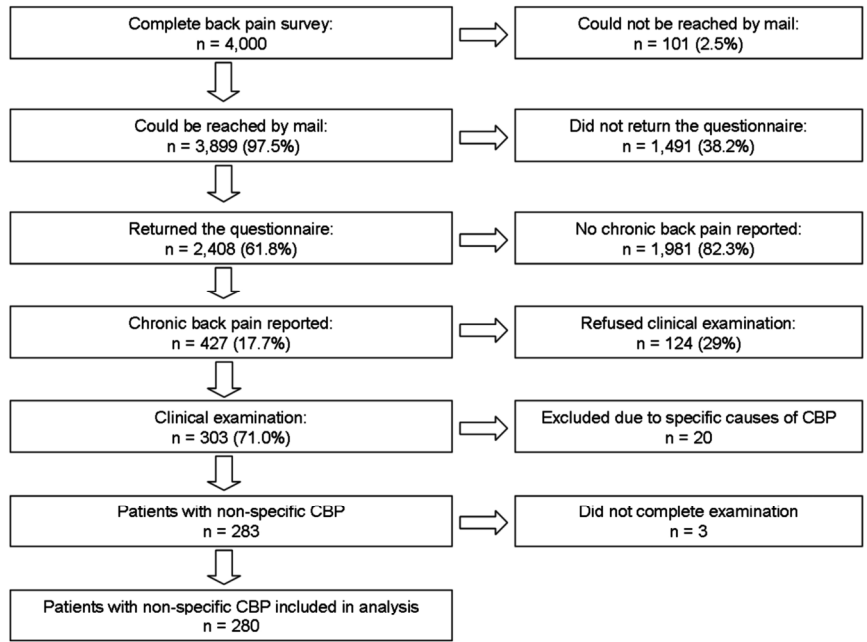 Complete back pain survey:
n = 4,000
Could not be reached by mail:
n = 101 (2.5%)
Could be reached by mail:
n = 3,899 (97.5%)
Did not return the questionnaire:
n = 1,491 (38.2%)
Returned the questionnaire:
n = 2,408 (61.8%)
No chronic back pain reported:
n = 1,981 (82.3%)
Chronic back pain reported:
n = 427 (17.7%)
Refused clinical examination:
n = 124 (29%)
Clinical examination:
n = 303 (71.0%)
Excluded due to specific causes of CBP
n = 20
Patients with non-specific CBP
n = 283
Did not complete examination
n = 3
Patients with non-specific CBP included in analysis
n = 280